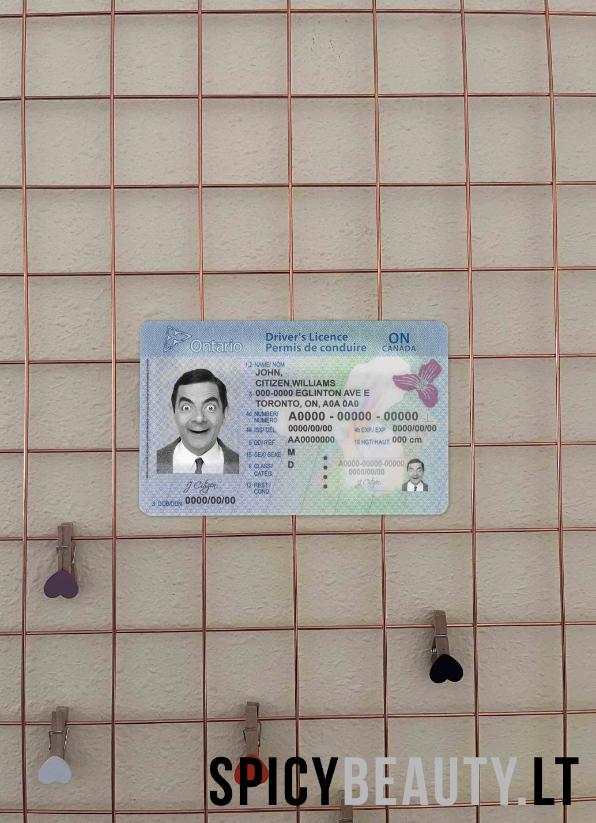 Ontario
Driver's Licence
Permis de conduire
ON
CANADA
1,2 NAME/ NOM
JOHN,
CITIZEN,WILLIAMS
000-0000 EGLINTON AVE E
TORONTO, ON, A0A 0A0
4d NUMBER/ NUMÉRO A0000 - 00000 - 00000
4a ISS/DÉL 0000/00/00 4b EXP/EXP 0000/00/00
5 DD/RÉF AA0000000 16 HGT/HAUT 000 cm
15 SEX/SEXE M
9 CLASS/ CATÉG D
12 REST/ COND
A0000-00000-00000
0000/00/00
J Citizen
J Citizen
3 DOB/DDN 0000/00/00
SPICYBEAUTY.LT